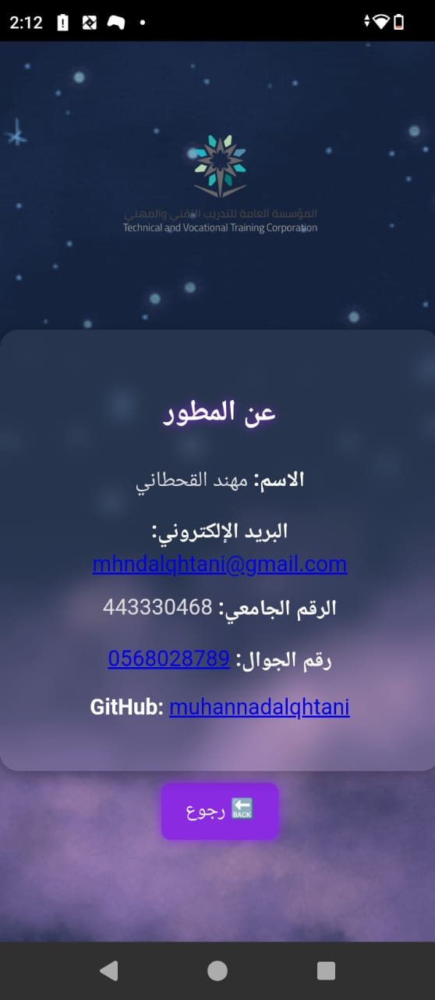 2:12
المؤسسة العامة للتدريب التقني والمهني
Technical and Vocational Training Corporation
عن المطور
الاسم: مهند القحطاني
البريد الإلكتروني:
mhndalqhtani@gmail.com
الرقم الجامعي: 443330468
رقم الجوال: 0568028789
GitHub: muhannadalqhtani
🔙 رجوع